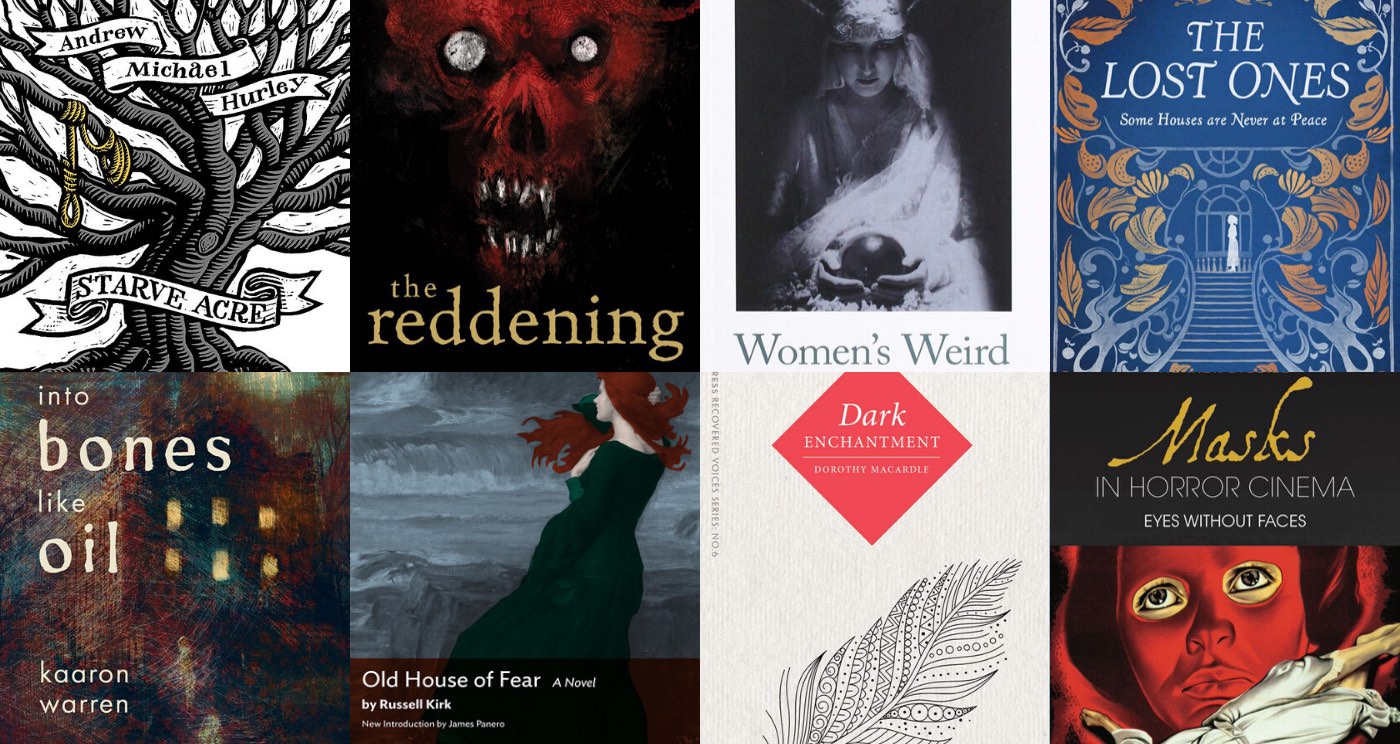 Andrew
Michael
Hurley
STARVE ACRE
the
reddening
Women's Weird
THE
LOST ONES
Some Houses are Never at Peace
into
bones
like
oil
kaaron
warren
Old House of Fear A Novel
by Russell Kirk
New Introduction by James Panero
RESS RECOVERED VOICES SERIES: NO.6
Dark
ENCHANTMENT
DOROTHY MACARDLE
Masks
IN HORROR CINEMA
EYES WITHOUT FACES